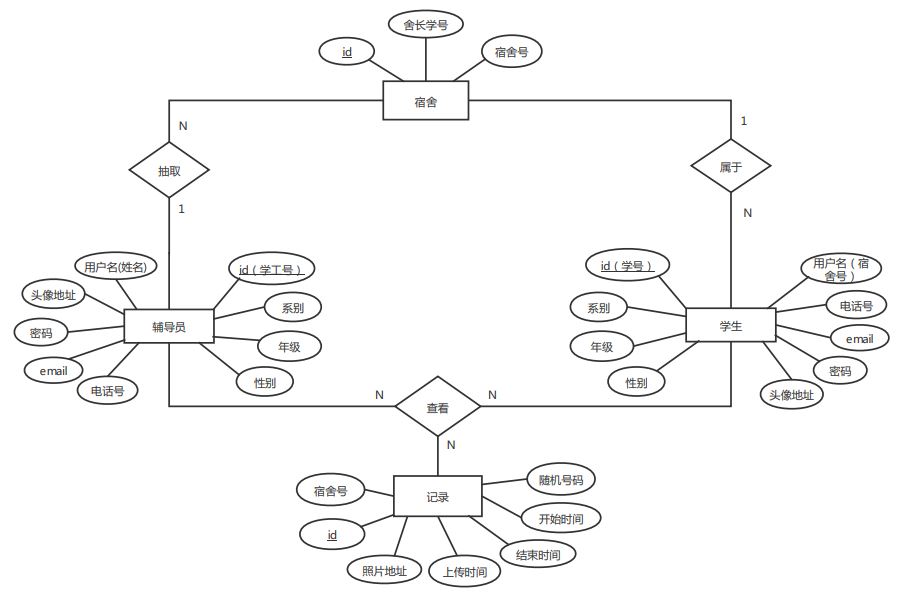 舍长学号
id
宿舍号
宿舍
N
1
抽取
属于
1
N
用户名(姓名)
id（学工号）
id（学号）
用户名（宿
舍号）
头像地址
系别
系别
电话号
密码
辅导员
学生
年级
年级
email
email
性别
性别
密码
电话号
头像地址
N
查看
N
N
宿舍号
记录
随机号码
id
开始时间
结束时间
照片地址
上传时间